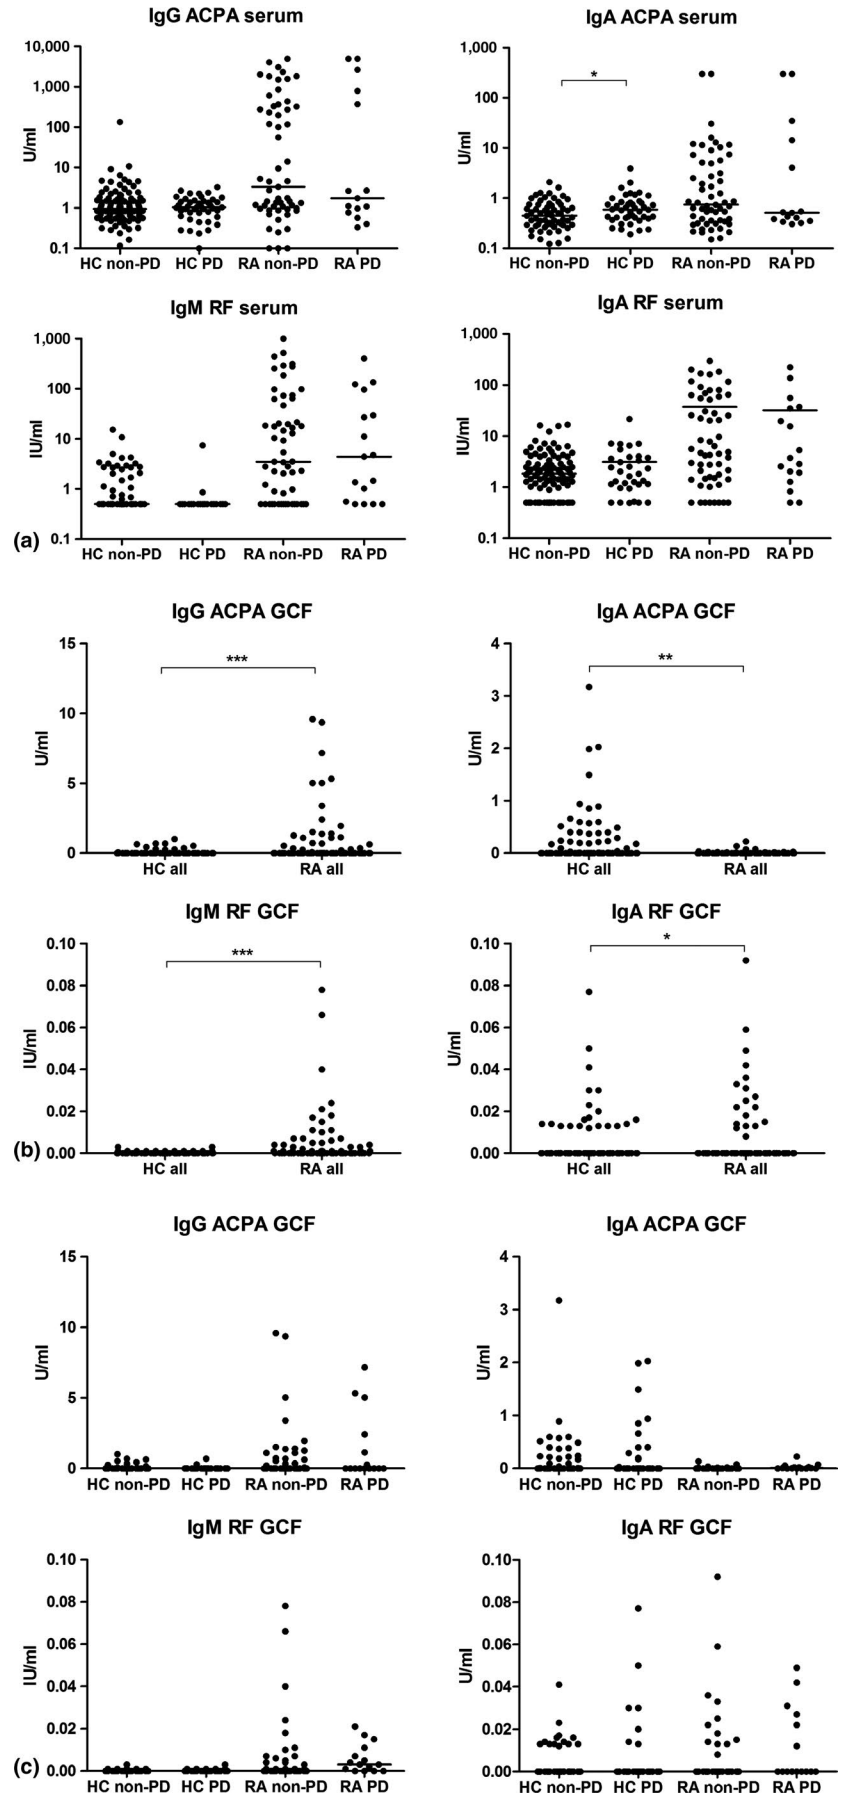 IgG ACPA serum
U/ml
10,000
1,000
100
10
1
0.1
HC non-PD HC PD RA non-PD RA PD
IgA ACPA serum
U/ml
1,000
100
10
1
0.1
*
HC non-PD HC PD RA non-PD RA PD
IgM RF serum
IU/ml
1,000
100
10
1
0.1
HC non-PD HC PD RA non-PD RA PD
IgA RF serum
IU/ml
1,000
100
10
1
0.1
HC non-PD HC PD RA non-PD RA PD
(a)
IgG ACPA GCF
U/ml
15
10
5
0
***
HC all RA all
IgA ACPA GCF
U/ml
4
3
2
1
0
**
HC all RA all
IgM RF GCF
IU/ml
0.10
0.08
0.06
0.04
0.02
0.00
***
HC all RA all
IgA RF GCF
U/ml
0.10
0.08
0.06
0.04
0.02
0.00
*
HC all RA all
(b)
IgG ACPA GCF
U/ml
15
10
5
0
HC non-PD HC PD RA non-PD RA PD
IgA ACPA GCF
U/ml
4
3
2
1
0
HC non-PD HC PD RA non-PD RA PD
IgM RF GCF
IU/ml
0.10
0.08
0.06
0.04
0.02
0.00
HC non-PD HC PD RA non-PD RA PD
IgA RF GCF
U/ml
0.10
0.08
0.06
0.04
0.02
0.00
HC non-PD HC PD RA non-PD RA PD
(c)